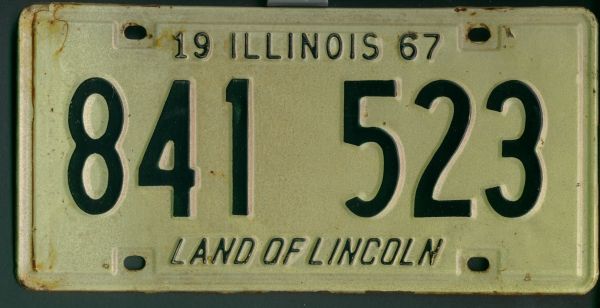 19 ILLINOIS 67
841 523
LAND OF LINCOLN